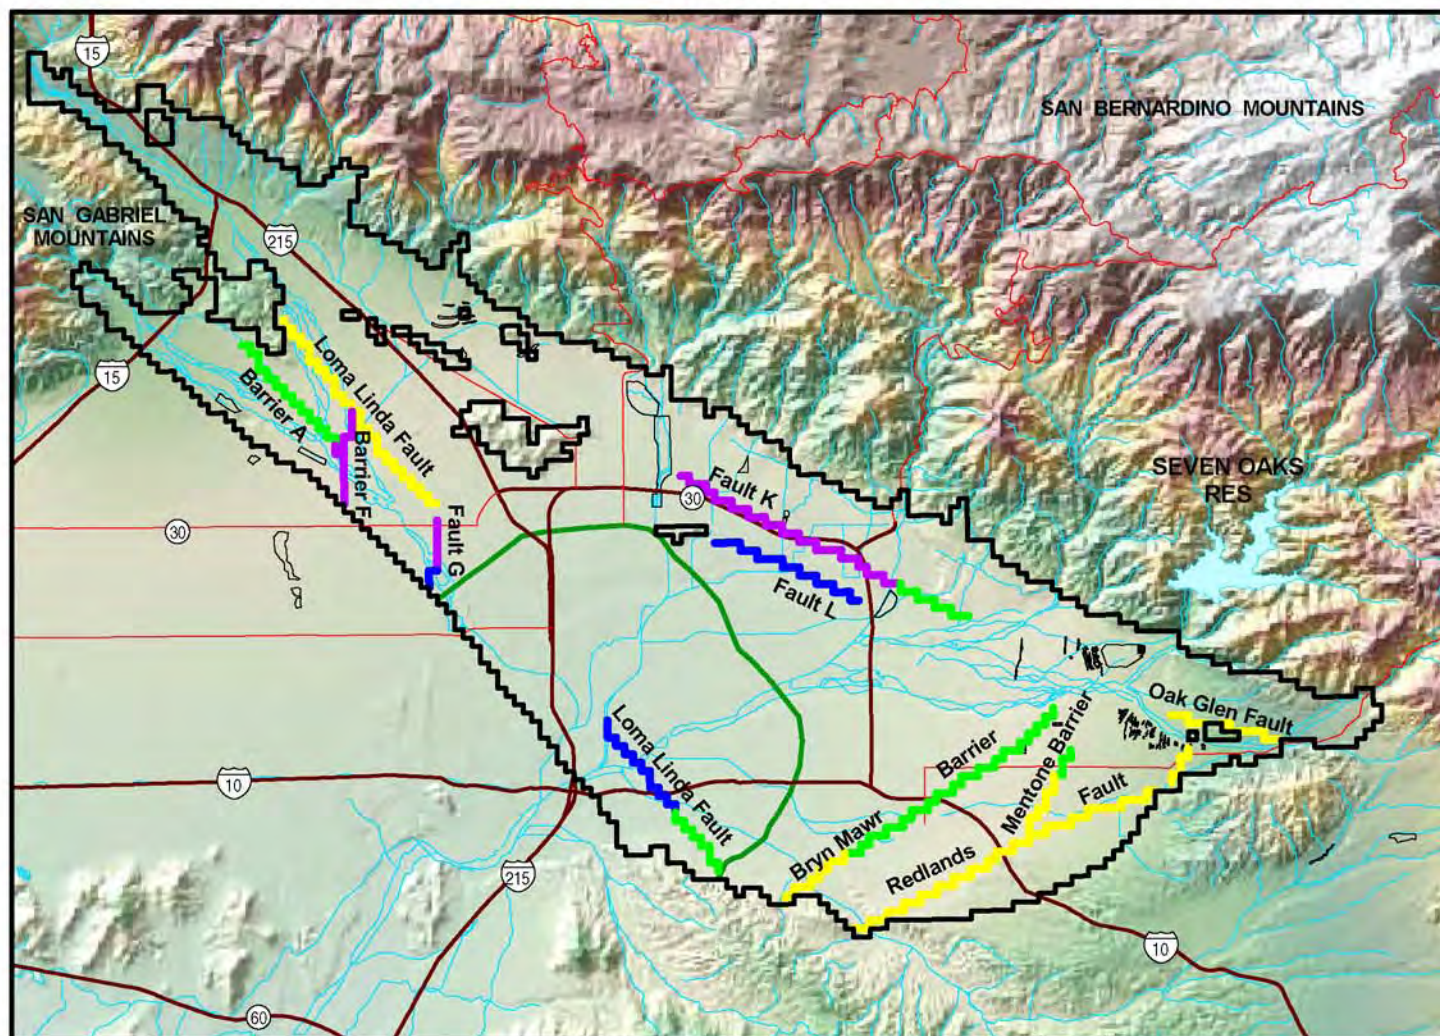 15
SAN BERNARDINO MOUNTAINS
SAN GABRIEL
MOUNTAINS
215
15
Loma Linda Fault
Barrier A
Barrier F
SEVEN OAKS
RES
Fault K
30
30
Fault G
Fault L
Oak Glen Fault
Loma Linda Fault
Barrier
Mentone Barrier
10
Fault
Bryn Mawr
Redlands
215
10
60